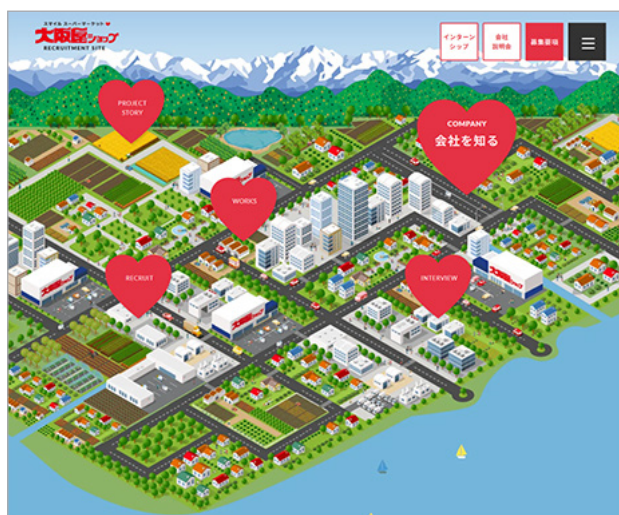 スマイル スーパーマーケット
大阪屋ショップ
RECRUITMENT SITE
インターン
シップ
会社
説明会
募集要項
PROJECT
STORY
COMPANY
会社を知る
WORKS
RECRUIT
INTERVIEW